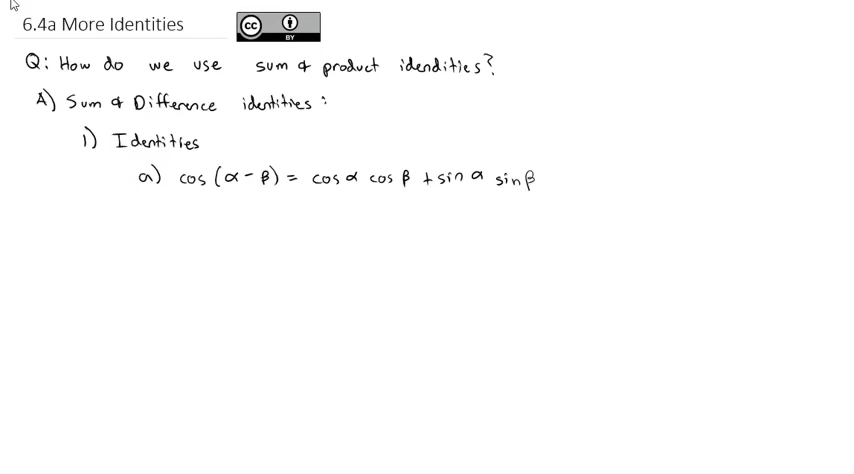 6.4a More Identities
CC BY
Q: How do we use sum & product idendities?
A) Sum & Difference identities:
1) Identities
a) cos(α - β) = cos α cos β + sin α sin β